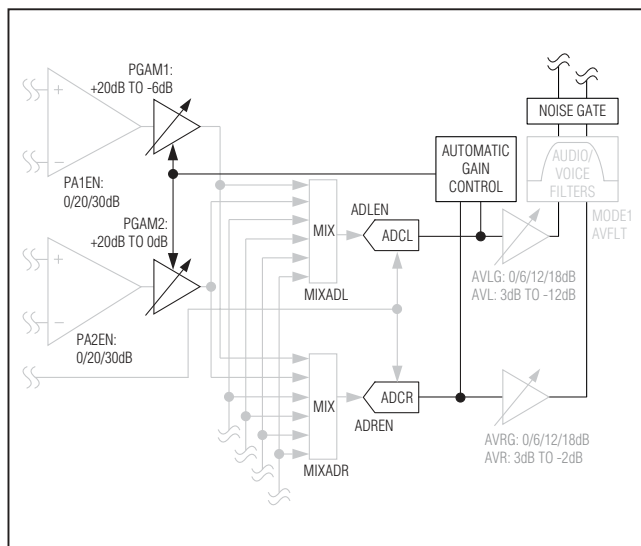 PGAM1:
+20dB TO -6dB
NOISE GATE
+
-
PA1EN:
0/20/30dB
AUTOMATIC
GAIN
CONTROL
AUDIO/
VOICE
FILTERS
MODE1
AVFLT
PGAM2:
+20dB TO 0dB
MIX
ADLEN
ADCL
MIXADL
AVLG: 0/6/12/18dB
AVL: 3dB TO -12dB
+
-
PA2EN:
0/20/30dB
MIX
ADCR
ADREN
MIXADR
AVRG: 0/6/12/18dB
AVR: 3dB TO -2dB